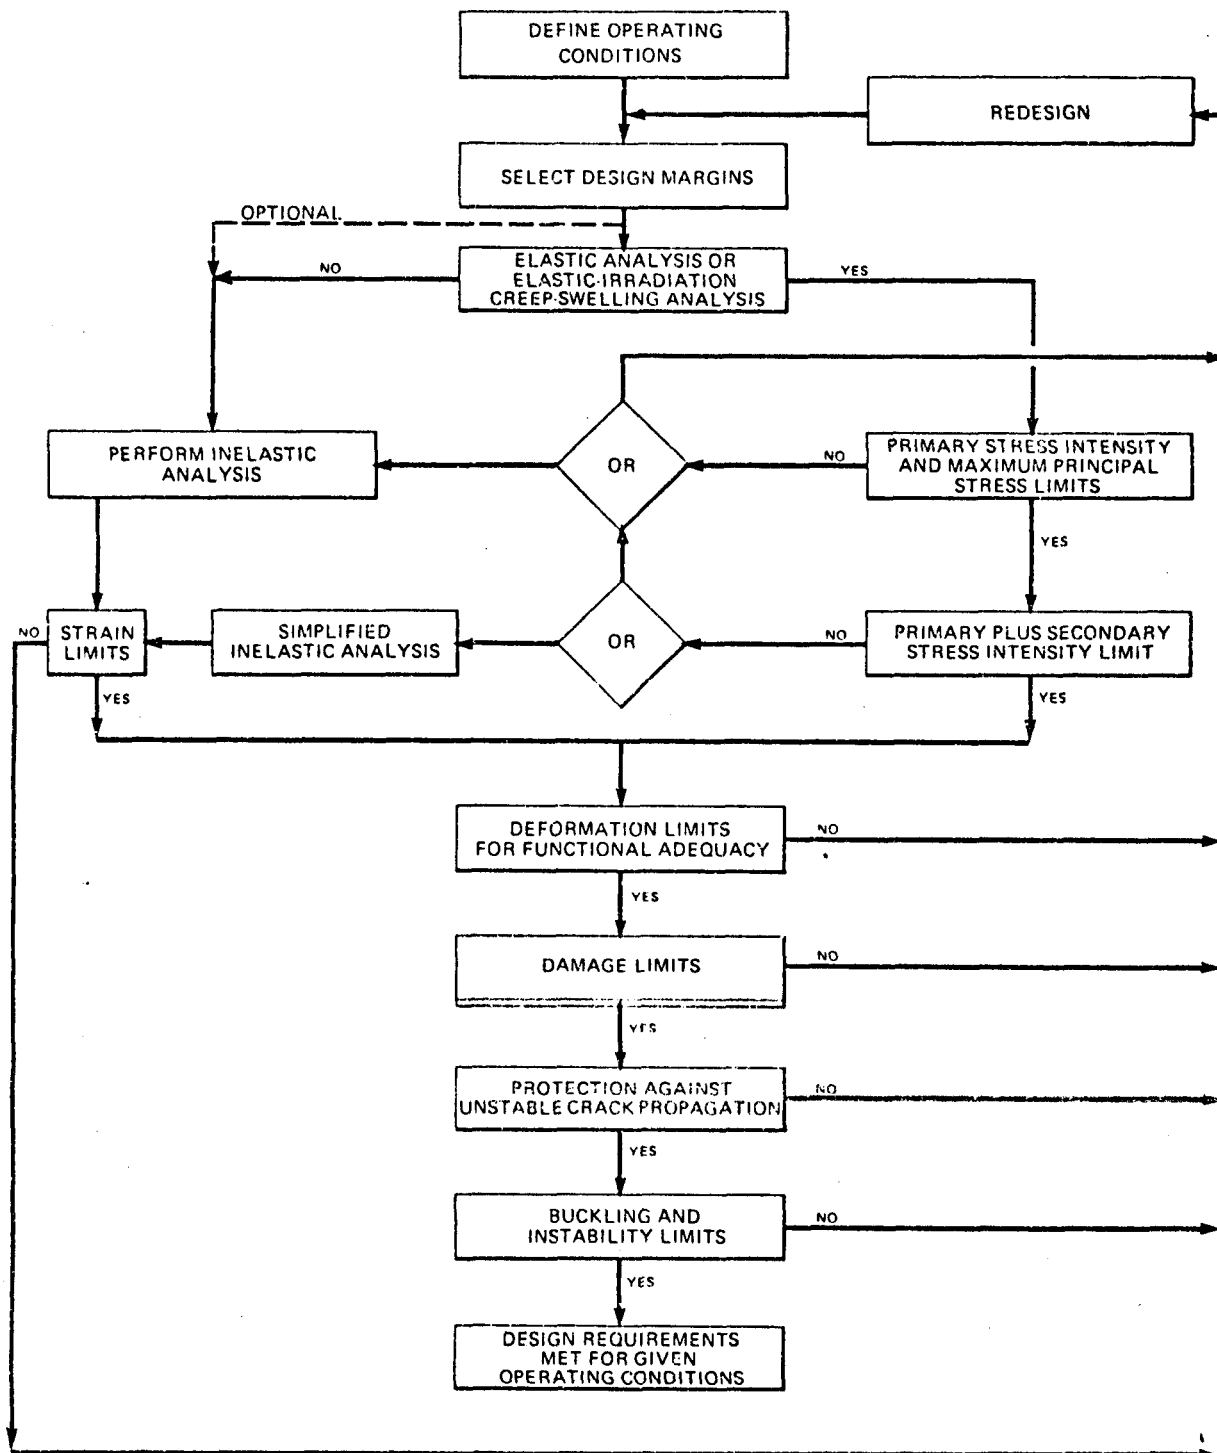 DEFINE OPERATING
CONDITIONS
REDESIGN
SELECT DESIGN MARGINS
OPTIONAL
ELASTIC ANALYSIS OR
ELASTIC-IRRADIATION
CREEP-SWELLING ANALYSIS
NO
YES
PERFORM INELASTIC
ANALYSIS
OR
NO
PRIMARY STRESS INTENSITY
AND MAXIMUM PRINCIPAL
STRESS LIMITS
YES
NO
STRAIN
LIMITS
SIMPLIFIED
INELASTIC ANALYSIS
OR
NO
PRIMARY PLUS SECONDARY
STRESS INTENSITY LIMIT
YES
YES
DEFORMATION LIMITS
FOR FUNCTIONAL ADEQUACY
NO
YES
DAMAGE LIMITS
NO
YES
PROTECTION AGAINST
UNSTABLE CRACK PROPAGATION
NO
YES
BUCKLING AND
INSTABILITY LIMITS
NO
YES
DESIGN REQUIREMENTS
MET FOR GIVEN
OPERATING CONDITIONS